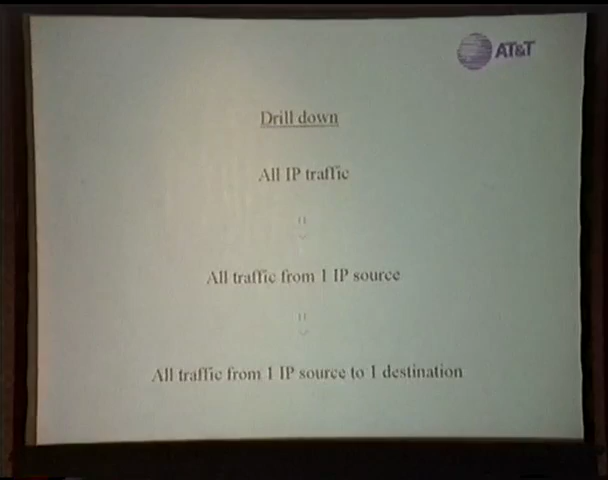 AT&T
Drill down
All IP traffic
All traffic from 1 IP source
All traffic from 1 IP source to 1 destination